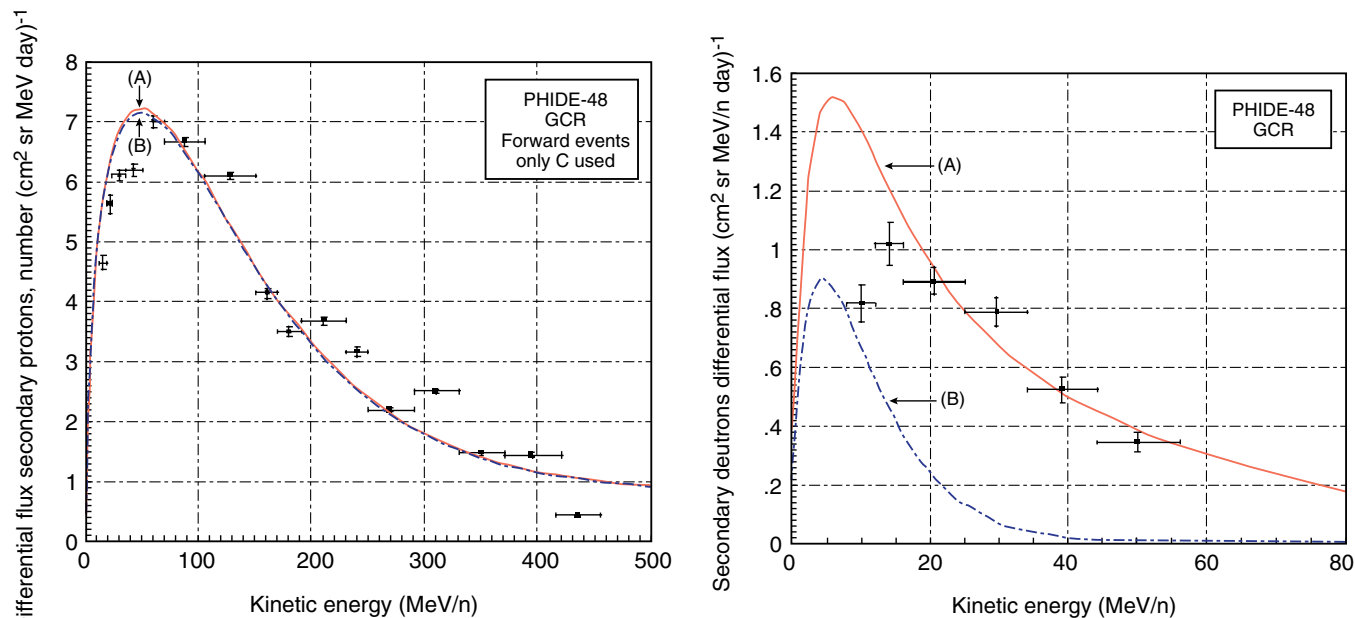 ifferential flux secondary protons, number (cm² sr MeV day)⁻¹
8
7
6
5
4
3
2
1
0
(A)
(B)
PHIDE-48
GCR
Forward events
only C used
0 100 200 300 400 500
Kinetic energy (MeV/n)
Secondary deutrons differential flux (cm² sr MeV/n day)⁻¹
1.6
1.4
1.2
1
.8
.6
.4
.2
0
(A)
(B)
PHIDE-48
GCR
0 20 40 60 80
Kinetic energy (MeV/n)